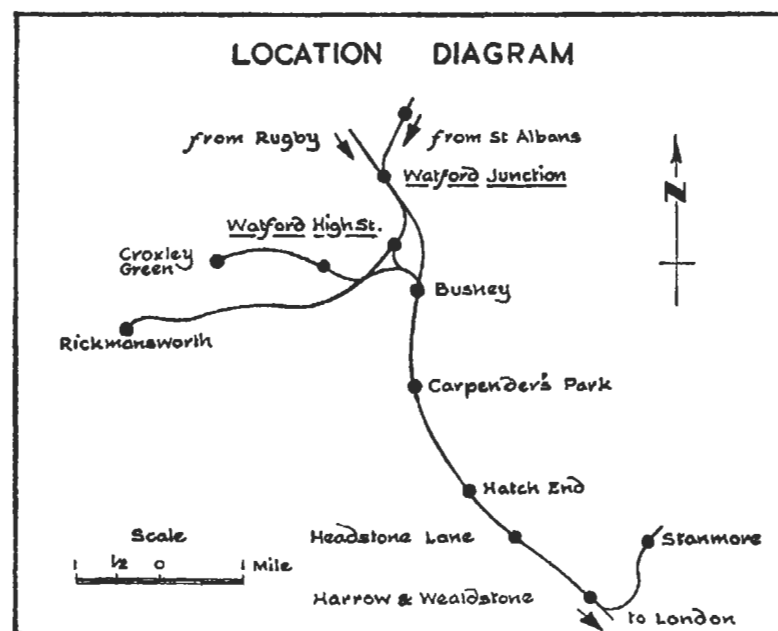 LOCATION DIAGRAM
from Rugby
from St Albans
Watford Junction
Watford High St.
Croxley
Green
Bushey
Rickmansworth
Carpender's Park
Hatch End
Scale
1 ½ 0 1 Mile
Headstone Lane
Stanmore
Harrow & Wealdstone
to London
N